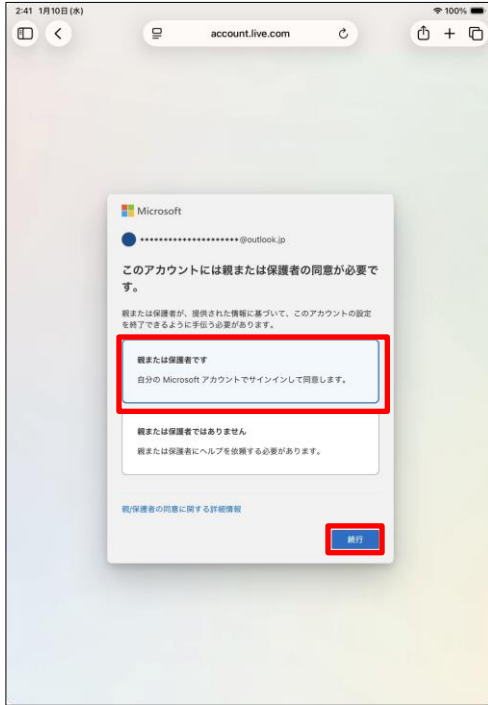 2:41 1月10日(水)
100%
account.live.com
Microsoft
•••••••••••••••••••••@outlook.jp
このアカウントには親または保護者の同意が必要で
す。
親または保護者が、提供された情報に基づいて、このアカウントの設定
を終了できるように手伝う必要があります。
親または保護者です
自分の Microsoft アカウントでサインインして同意します。
親または保護者ではありません
親または保護者にヘルプを依頼する必要があります。
親/保護者の同意に関する詳細情報
続行